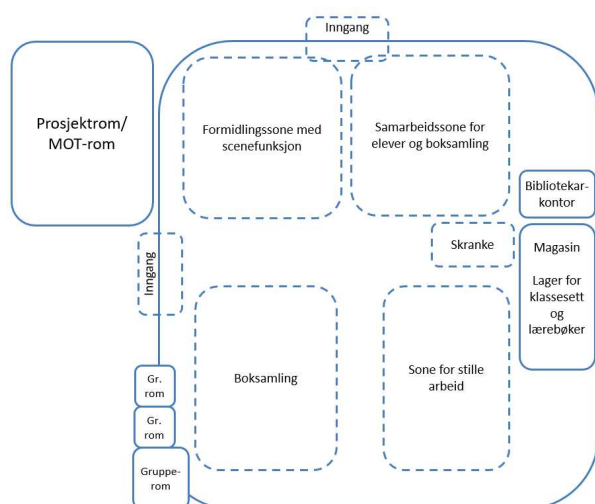 Inngang
Prosjektrom/
MOT-rom
Formidlingssone med
scenefunksjon
Samarbeidssone for
elever og boksamling
Bibliotekar-
kontor
Skranke
Magasin
Lager for
klassesett
og
lærebøker
Inngang
Boksamling
Sone for stille
arbeid
Gr.
rom
Gr.
rom
Gruppe-
rom